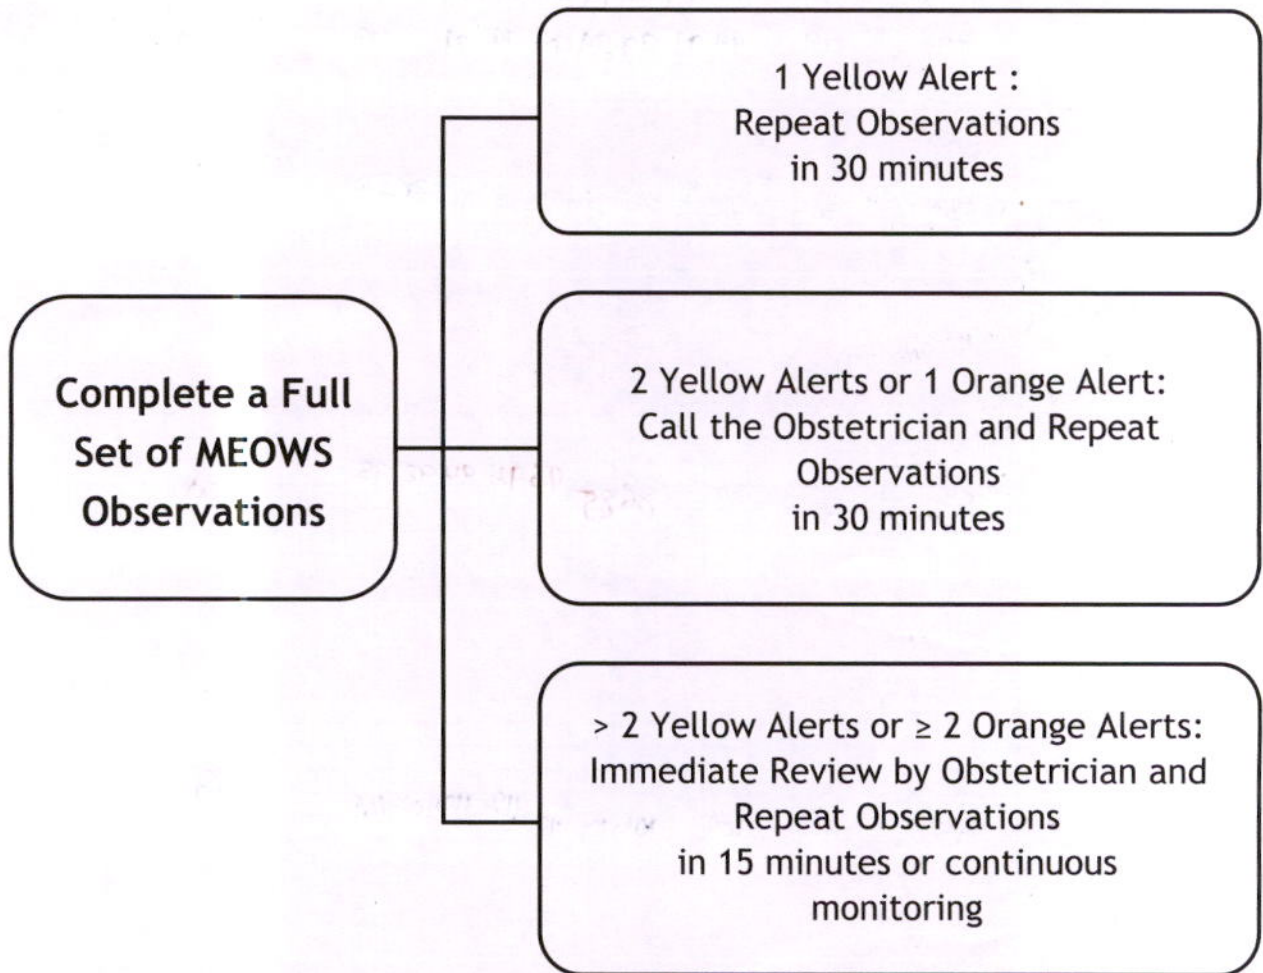 1 Yellow Alert :
Repeat Observations
in 30 minutes
Complete a Full
Set of MEOWS
Observations
2 Yellow Alerts or 1 Orange Alert:
Call the Obstetrician and Repeat
Observations
in 30 minutes
> 2 Yellow Alerts or ≥ 2 Orange Alerts:
Immediate Review by Obstetrician and
Repeat Observations
in 15 minutes or continuous
monitoring